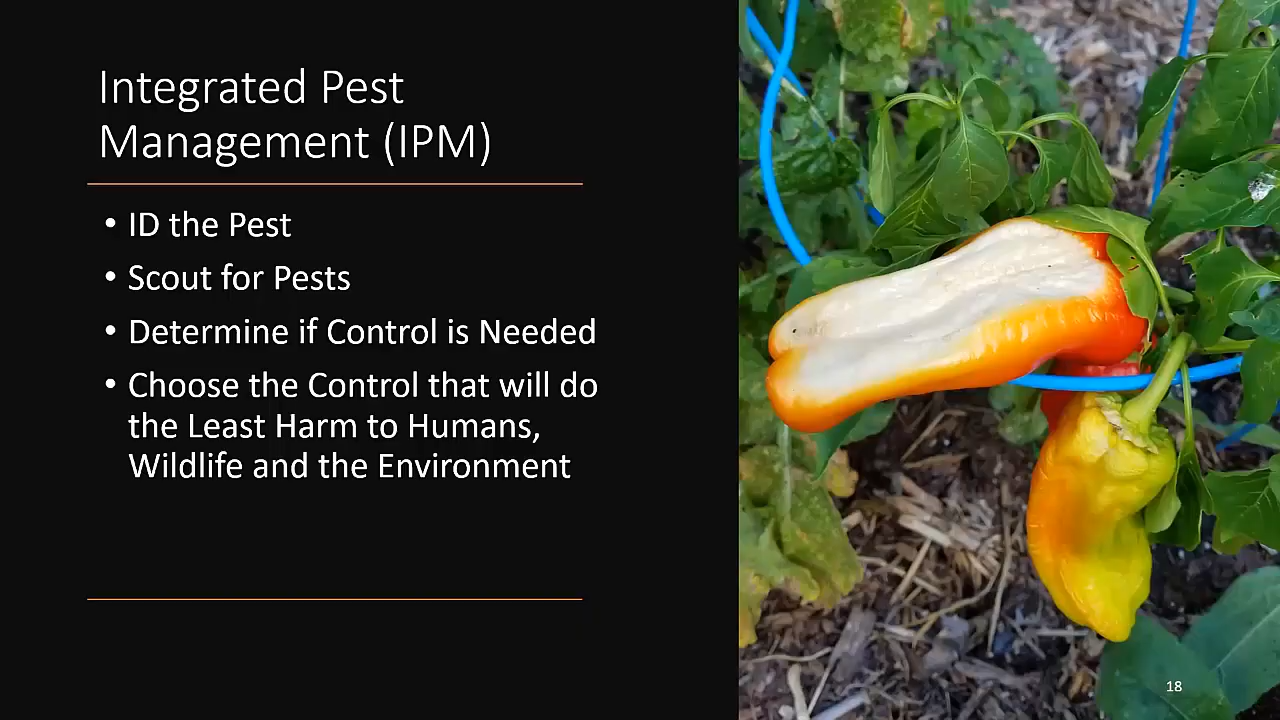 Integrated Pest
Management (IPM)
• ID the Pest
• Scout for Pests
• Determine if Control is Needed
• Choose the Control that will do
the Least Harm to Humans,
Wildlife and the Environment
18